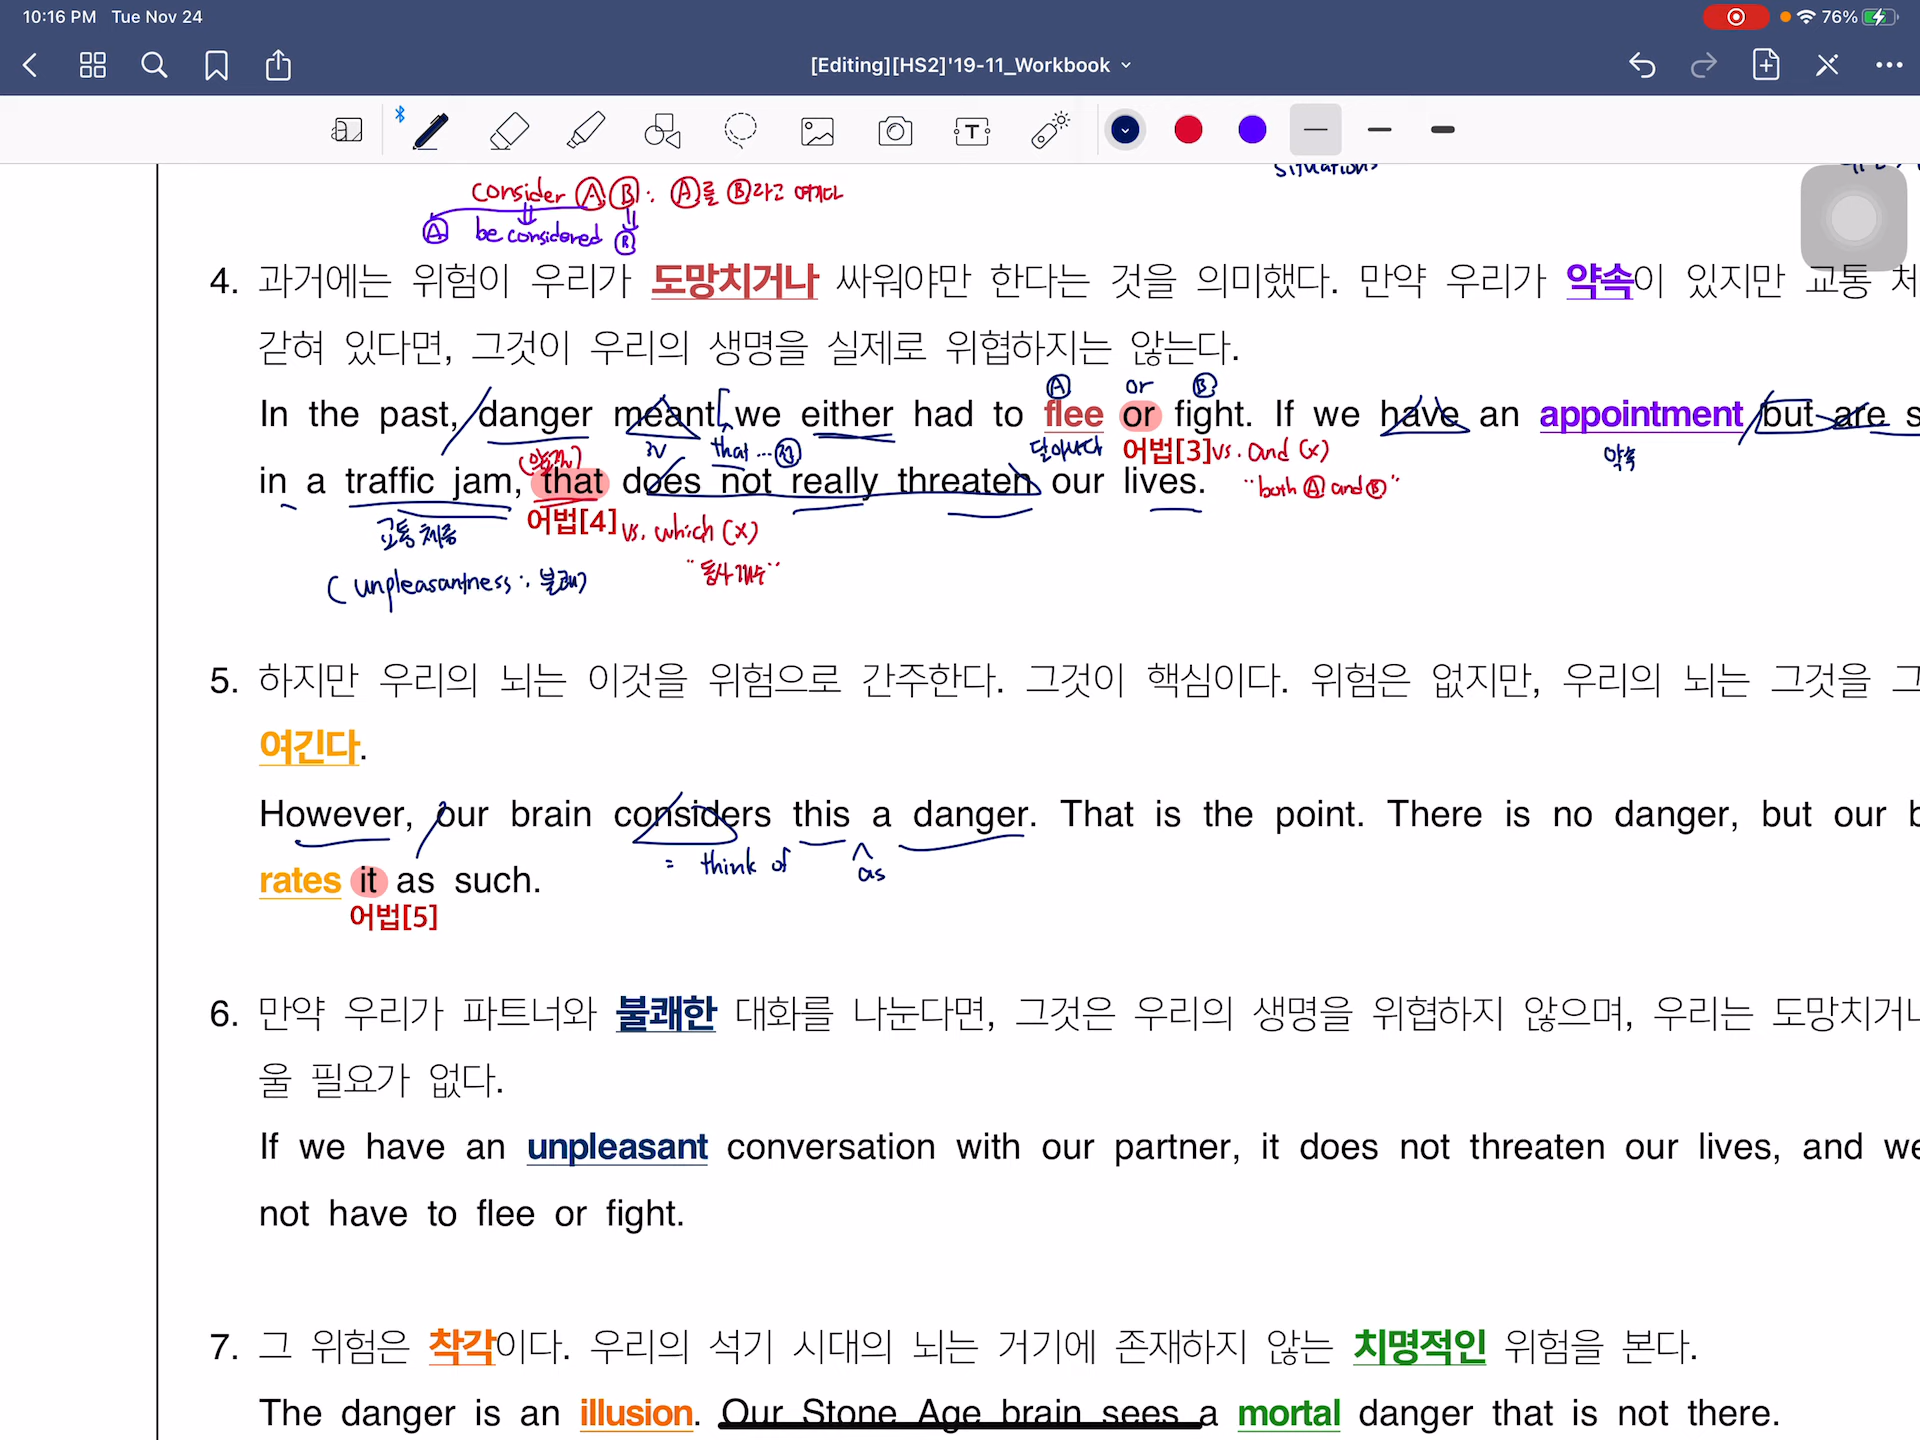 10:16 PM Tue Nov 24
76%
[Editing][HS2]'19-11_Workbook
situations
consider A B : A를 B라고 여기다
A be considered B
4. 과거에는 위험이 우리가 도망치거나 싸워야만 한다는 것을 의미했다. 만약 우리가 약속이 있지만 교통 체
갇혀 있다면, 그것이 우리의 생명을 실제로 위협하지는 않는다.
A or B
In the past, danger meant we either had to flee or fight. If we have an appointment but are s
3V that ... 달아나다 어법[3] vs. and (x) 약속
in a traffic jam, that does not really threaten our lives. "both A and B"
교통 체증 어법[4] vs. which (x)
"동사 개수"
( unpleasantness : 불쾌)
5. 하지만 우리의 뇌는 이것을 위험으로 간주한다. 그것이 핵심이다. 위험은 없지만, 우리의 뇌는 그것을 그
여긴다.
However, our brain considers this a danger. That is the point. There is no danger, but our b
= think of as
rates it as such.
어법[5]
6. 만약 우리가 파트너와 불쾌한 대화를 나눈다면, 그것은 우리의 생명을 위협하지 않으며, 우리는 도망치거나
울 필요가 없다.
If we have an unpleasant conversation with our partner, it does not threaten our lives, and we
not have to flee or fight.
7. 그 위험은 착각이다. 우리의 석기 시대의 뇌는 거기에 존재하지 않는 치명적인 위험을 본다.
The danger is an illusion. Our Stone Age brain sees a mortal danger that is not there.